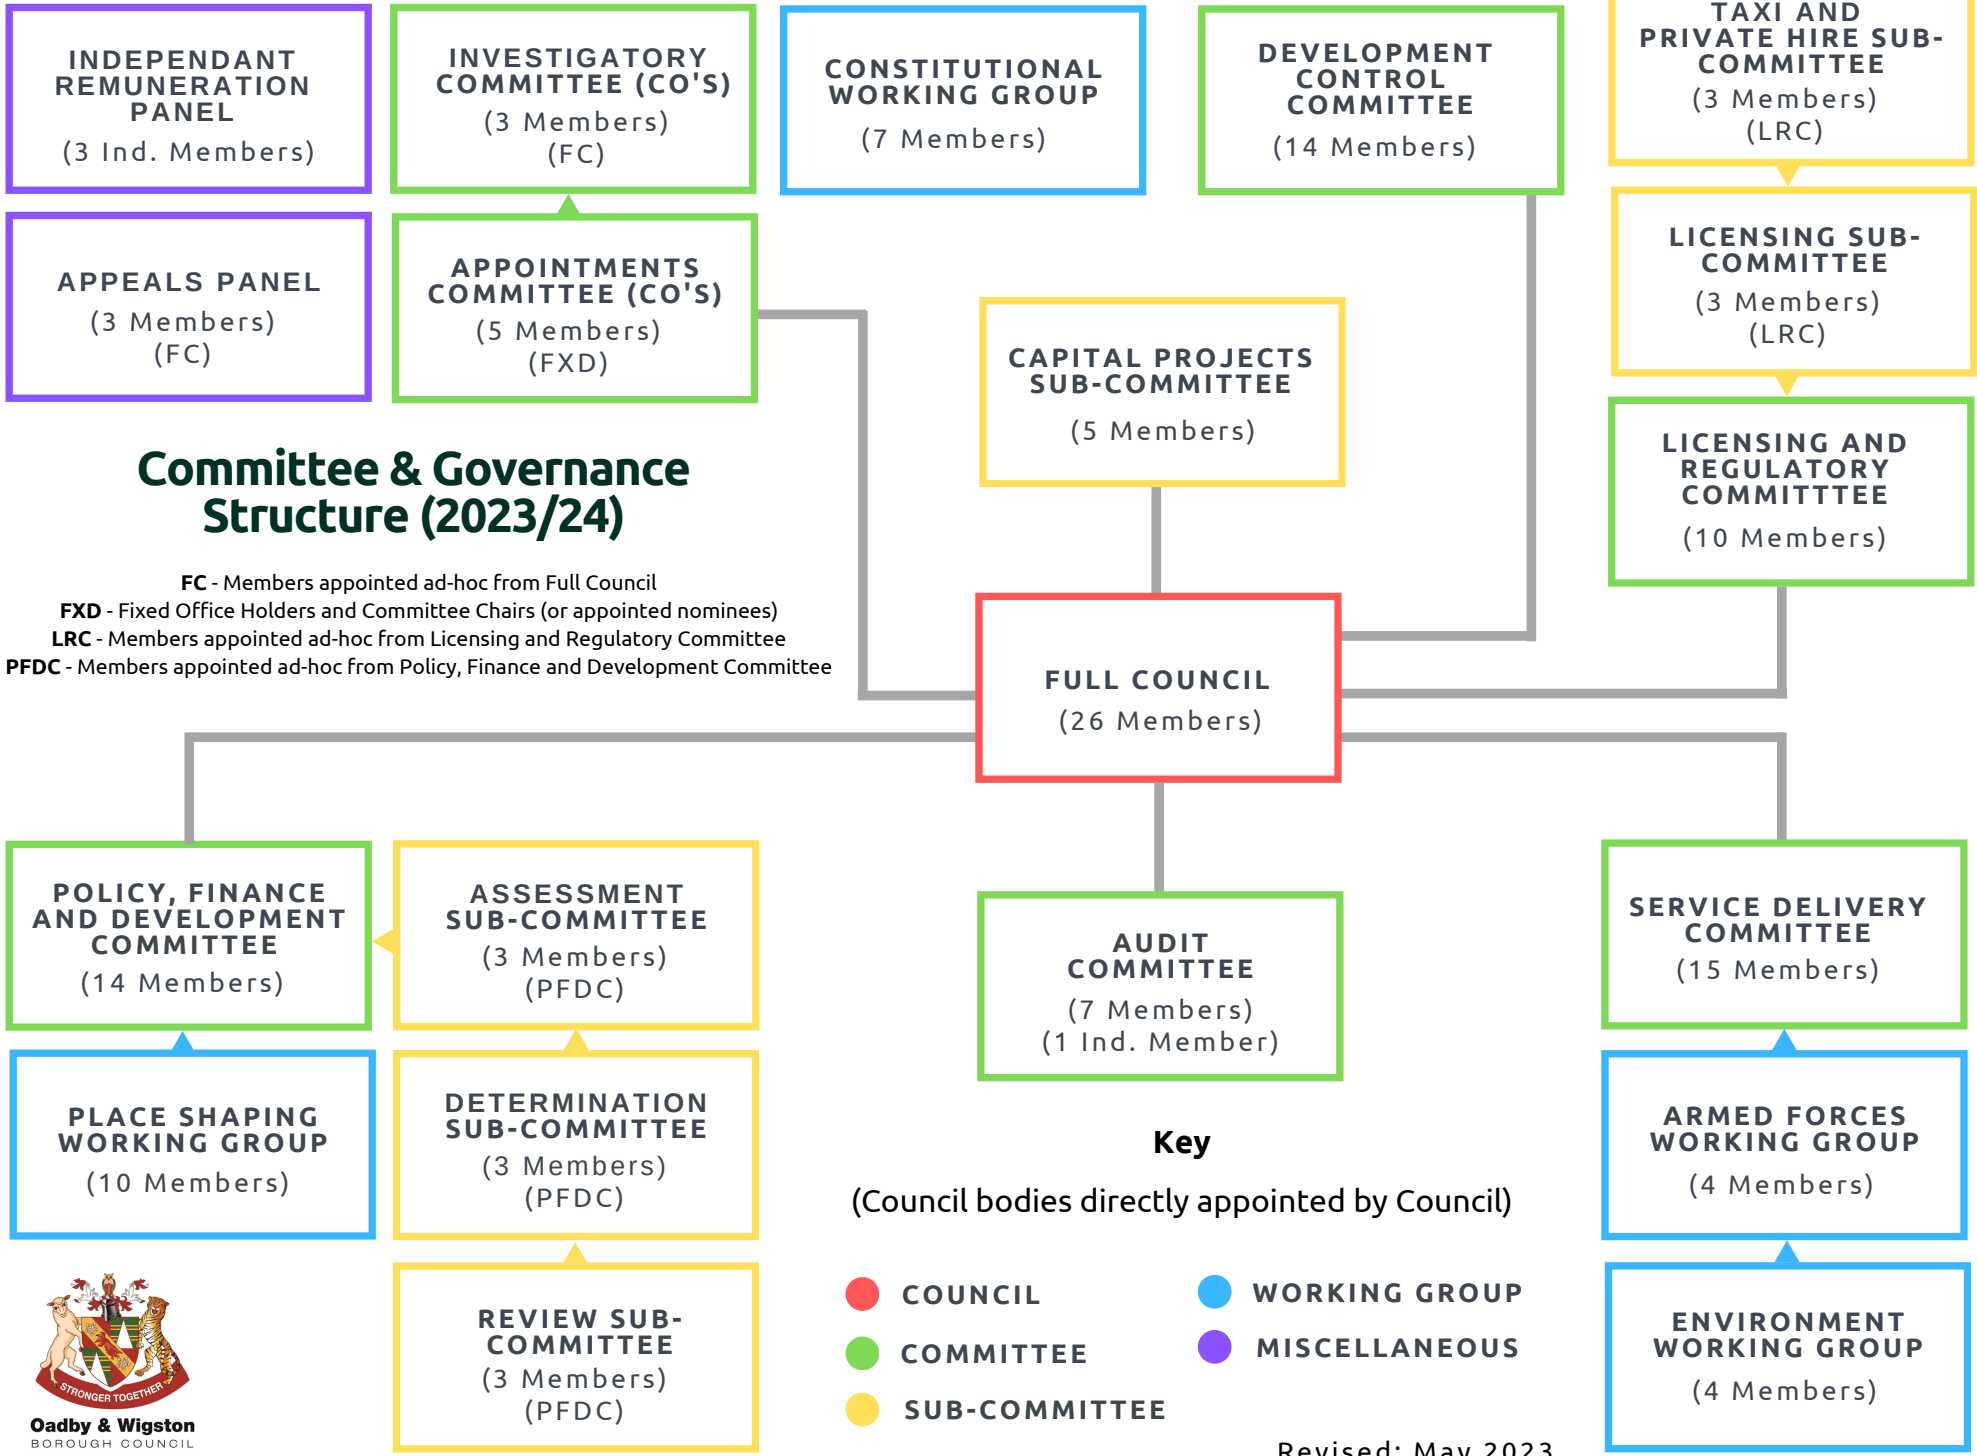 INDEPENDANT
REMUNERATION
PANEL
(3 Ind. Members)
INVESTIGATORY
COMMITTEE (CO'S)
(3 Members)
(FC)
CONSTITUTIONAL
WORKING GROUP
(7 Members)
DEVELOPMENT
CONTROL
COMMITTEE
(14 Members)
TAXI AND
PRIVATE HIRE SUB-
COMMITTEE
(3 Members)
(LRC)
APPEALS PANEL
(3 Members)
(FC)
APPOINTMENTS
COMMITTEE (CO'S)
(5 Members)
(FXD)
CAPITAL PROJECTS
SUB-COMMITTEE
(5 Members)
LICENSING SUB-
COMMITTEE
(3 Members)
(LRC)
LICENSING AND
REGULATORY
COMMITTTEE
(10 Members)
Committee & Governance
Structure (2023/24)
FC - Members appointed ad-hoc from Full Council
FXD - Fixed Office Holders and Committee Chairs (or appointed nominees)
LRC - Members appointed ad-hoc from Licensing and Regulatory Committee
PFDC - Members appointed ad-hoc from Policy, Finance and Development Committee
FULL COUNCIL
(26 Members)
POLICY, FINANCE
AND DEVELOPMENT
COMMITTEE
(14 Members)
ASSESSMENT
SUB-COMMITTEE
(3 Members)
(PFDC)
AUDIT
COMMITTEE
(7 Members)
(1 Ind. Member)
SERVICE DELIVERY
COMMITTEE
(15 Members)
PLACE SHAPING
WORKING GROUP
(10 Members)
DETERMINATION
SUB-COMMITTEE
(3 Members)
(PFDC)
ARMED FORCES
WORKING GROUP
(4 Members)
REVIEW SUB-
COMMITTEE
(3 Members)
(PFDC)
ENVIRONMENT
WORKING GROUP
(4 Members)
Key
(Council bodies directly appointed by Council)
COUNCIL
COMMITTEE
SUB-COMMITTEE
WORKING GROUP
MISCELLANEOUS
STRONGER TOGETHER
Oadby & Wigston
BOROUGH COUNCIL
Revised: May 2023